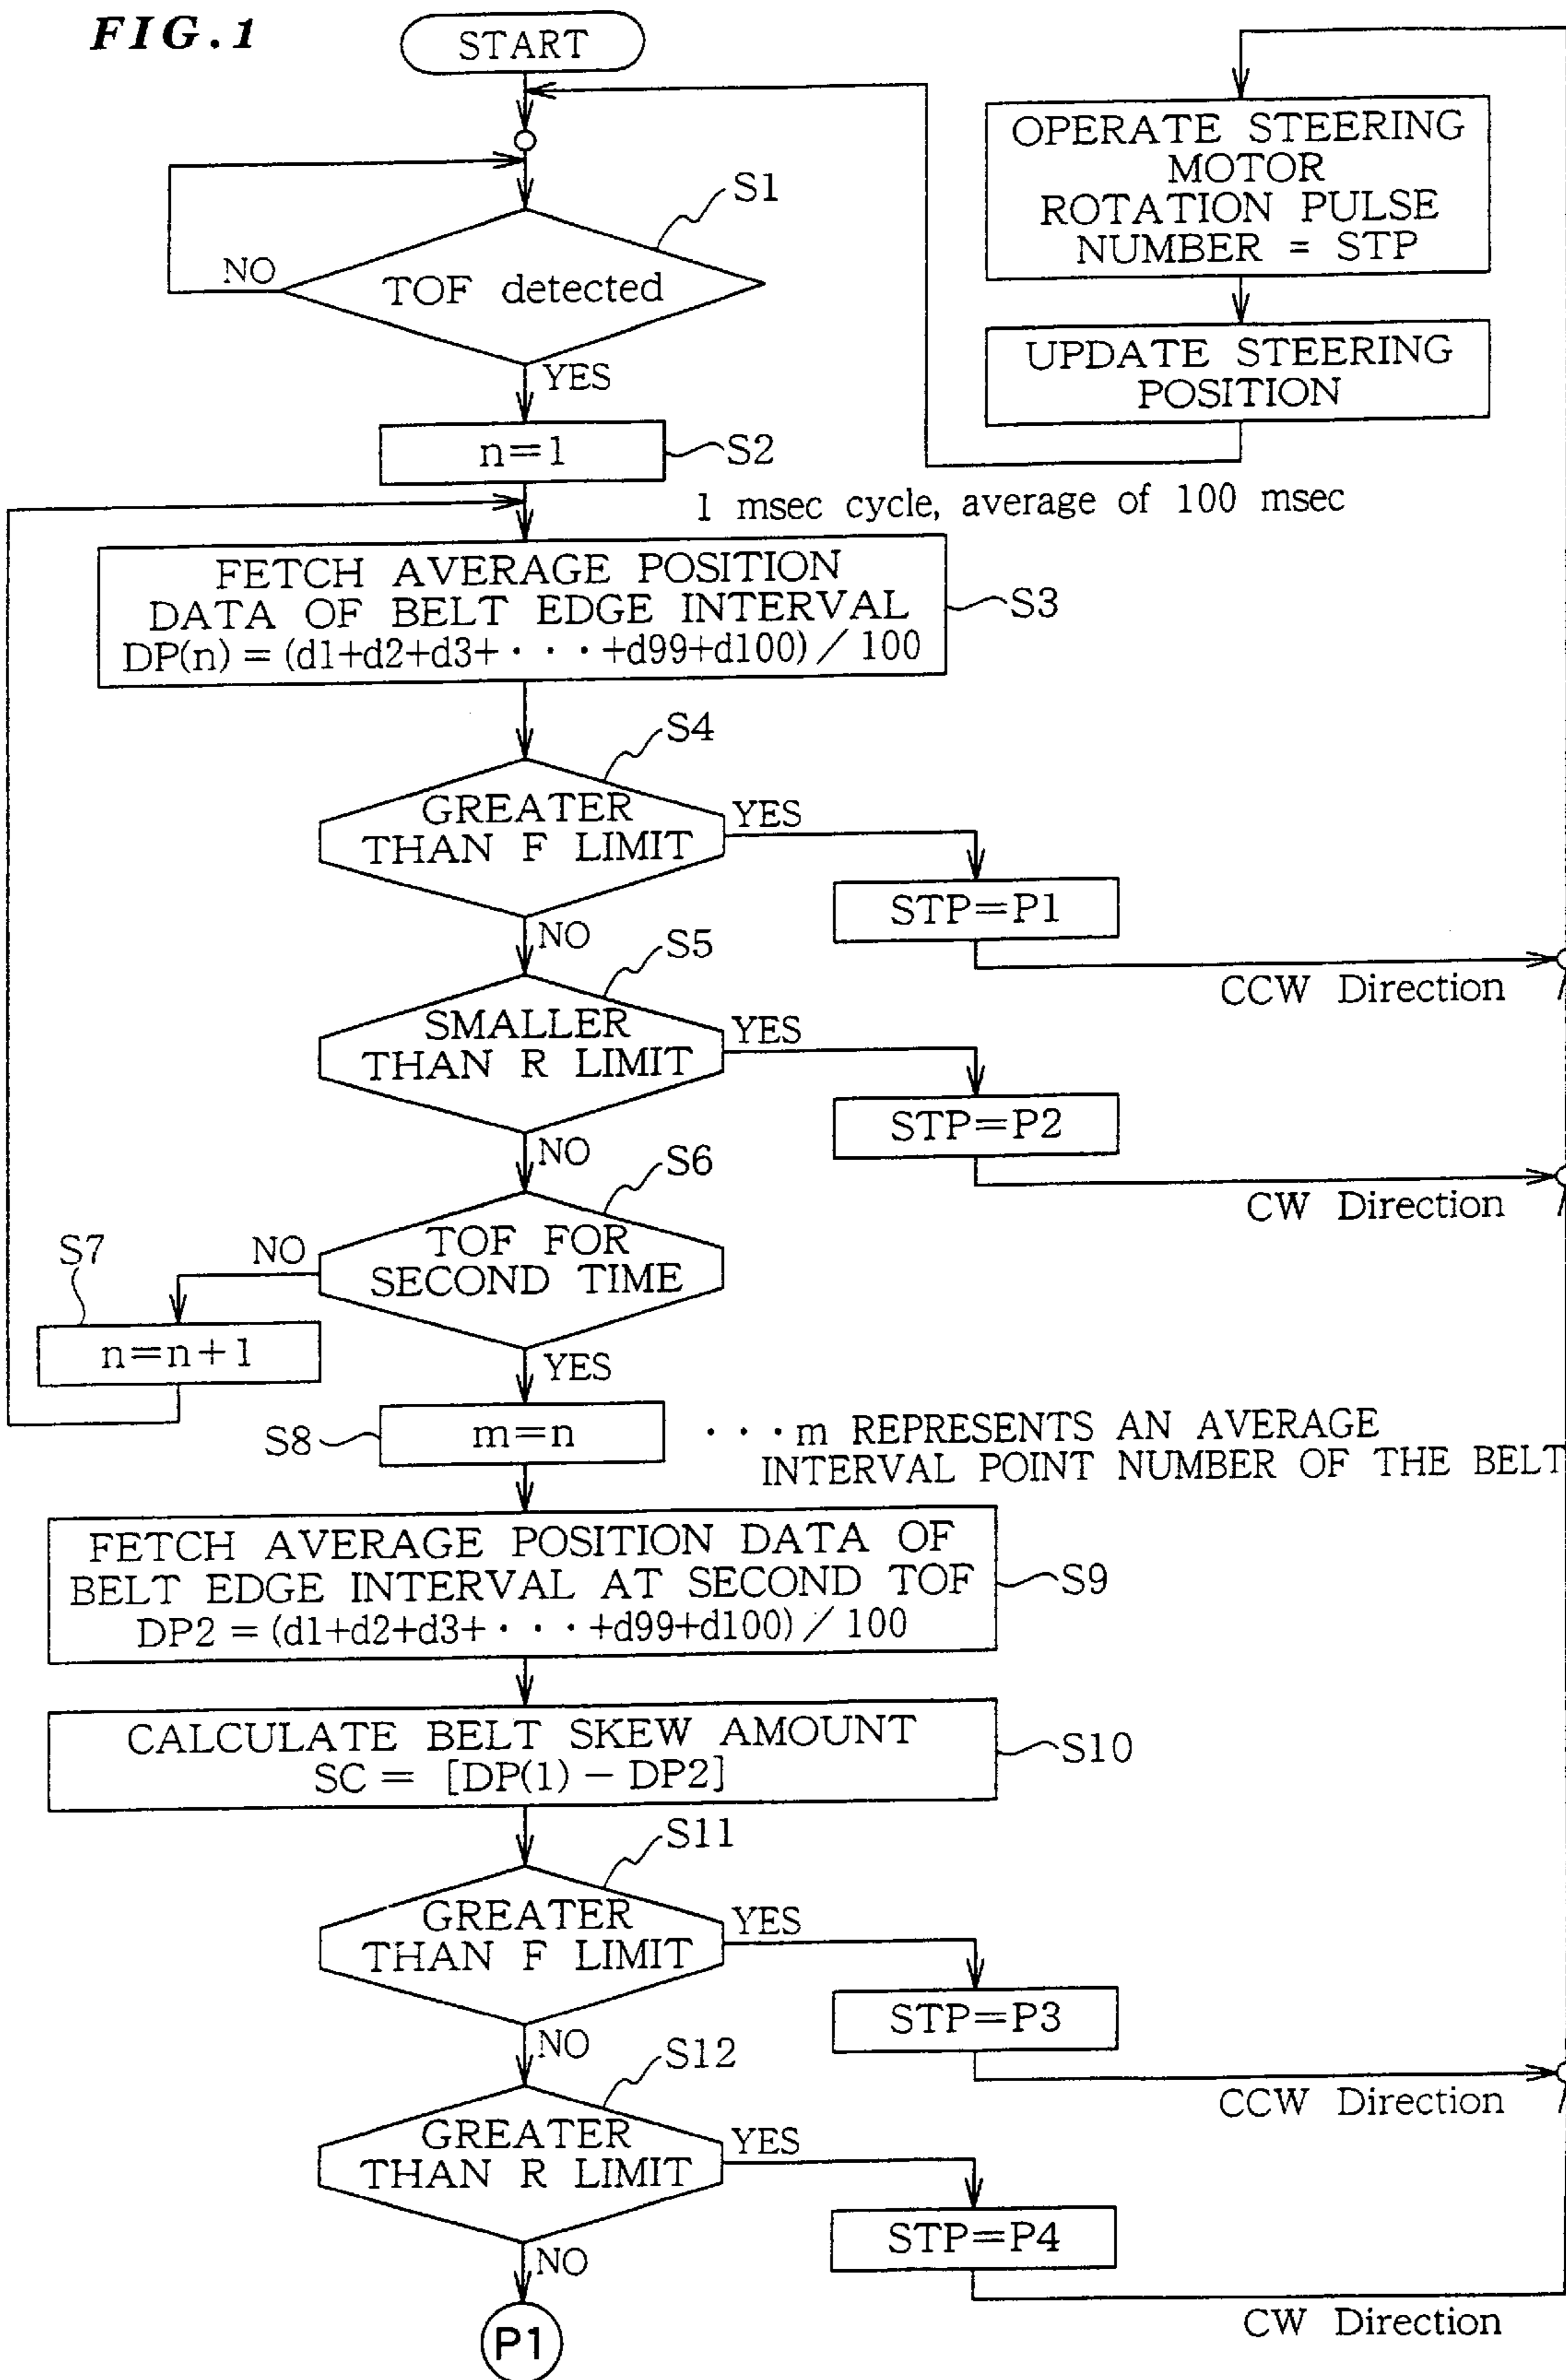 FIG.1
START
OPERATE STEERING
MOTOR
ROTATION PULSE
NUMBER = STP
UPDATE STEERING
POSITION
S1
NO
TOF detected
YES
n=1
S2
1 msec cycle, average of 100 msec
FETCH AVERAGE POSITION
DATA OF BELT EDGE INTERVAL
DP(n) = (d1+d2+d3+ · · · +d99+d100) / 100
S3
S4
GREATER
THAN F LIMIT
YES
STP=P1
NO
CCW Direction
S5
SMALLER
THAN R LIMIT
YES
STP=P2
NO
CW Direction
S6
TOF FOR
SECOND TIME
NO
S7
n=n+1
YES
S8
m=n
· · · m REPRESENTS AN AVERAGE
INTERVAL POINT NUMBER OF THE BELT
FETCH AVERAGE POSITION DATA OF
BELT EDGE INTERVAL AT SECOND TOF
DP2 = (d1+d2+d3+ · · · +d99+d100) / 100
S9
CALCULATE BELT SKEW AMOUNT
SC = [DP(1) − DP2]
S10
S11
GREATER
THAN F LIMIT
YES
STP=P3
NO
CCW Direction
S12
GREATER
THAN R LIMIT
YES
STP=P4
NO
CW Direction
P1